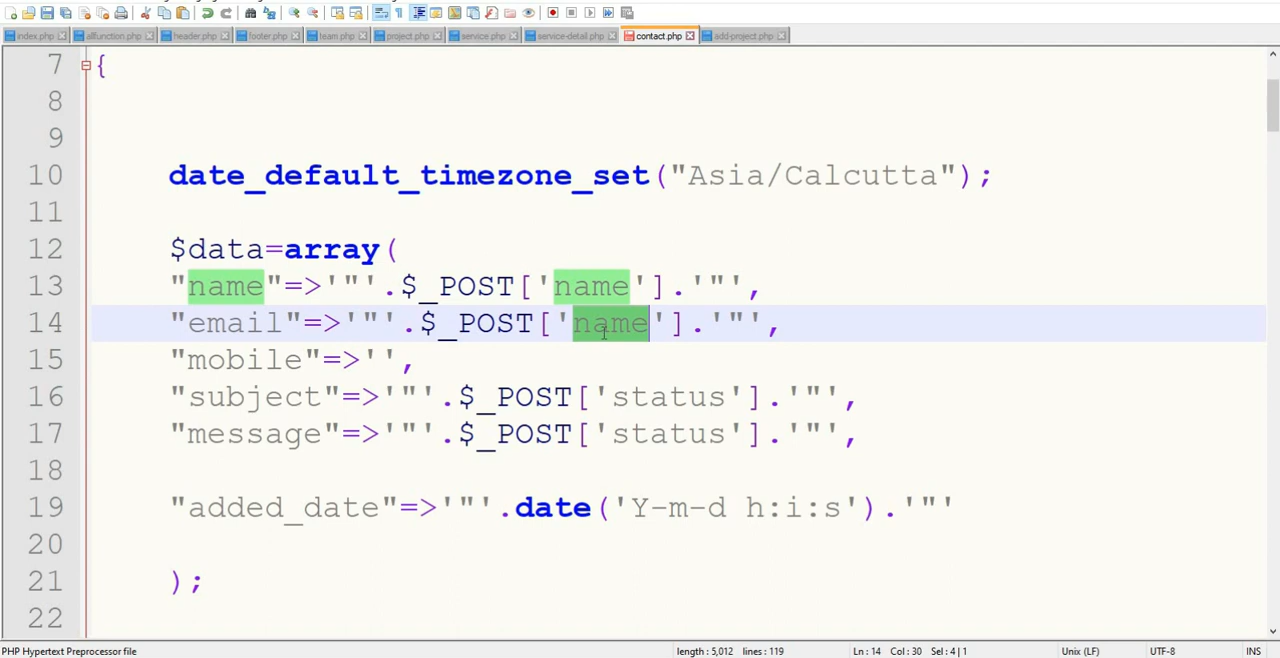 index.php allfunction.php header.php footer.php team.php project.php service.php service-detail.php contact.php add-project.php
7 {
8
9
10 date_default_timezone_set("Asia/Calcutta");
11
12 $data=array(
13 "name"=>'"'.$_POST['name'].'"',
14 "email"=>'"'.$_POST['name'].'"',
15 "mobile"=>'',
16 "subject"=>'"'.$_POST['status'].'"',
17 "message"=>'"'.$_POST['status'].'"',
18
19 "added_date"=>'"'.date('Y-m-d h:i:s').'"'
20
21 );
22
PHP Hypertext Preprocessor file length : 5,012 lines : 119 Ln : 14 Col : 30 Sel : 4 | 1 Unix (LF) UTF-8 INS